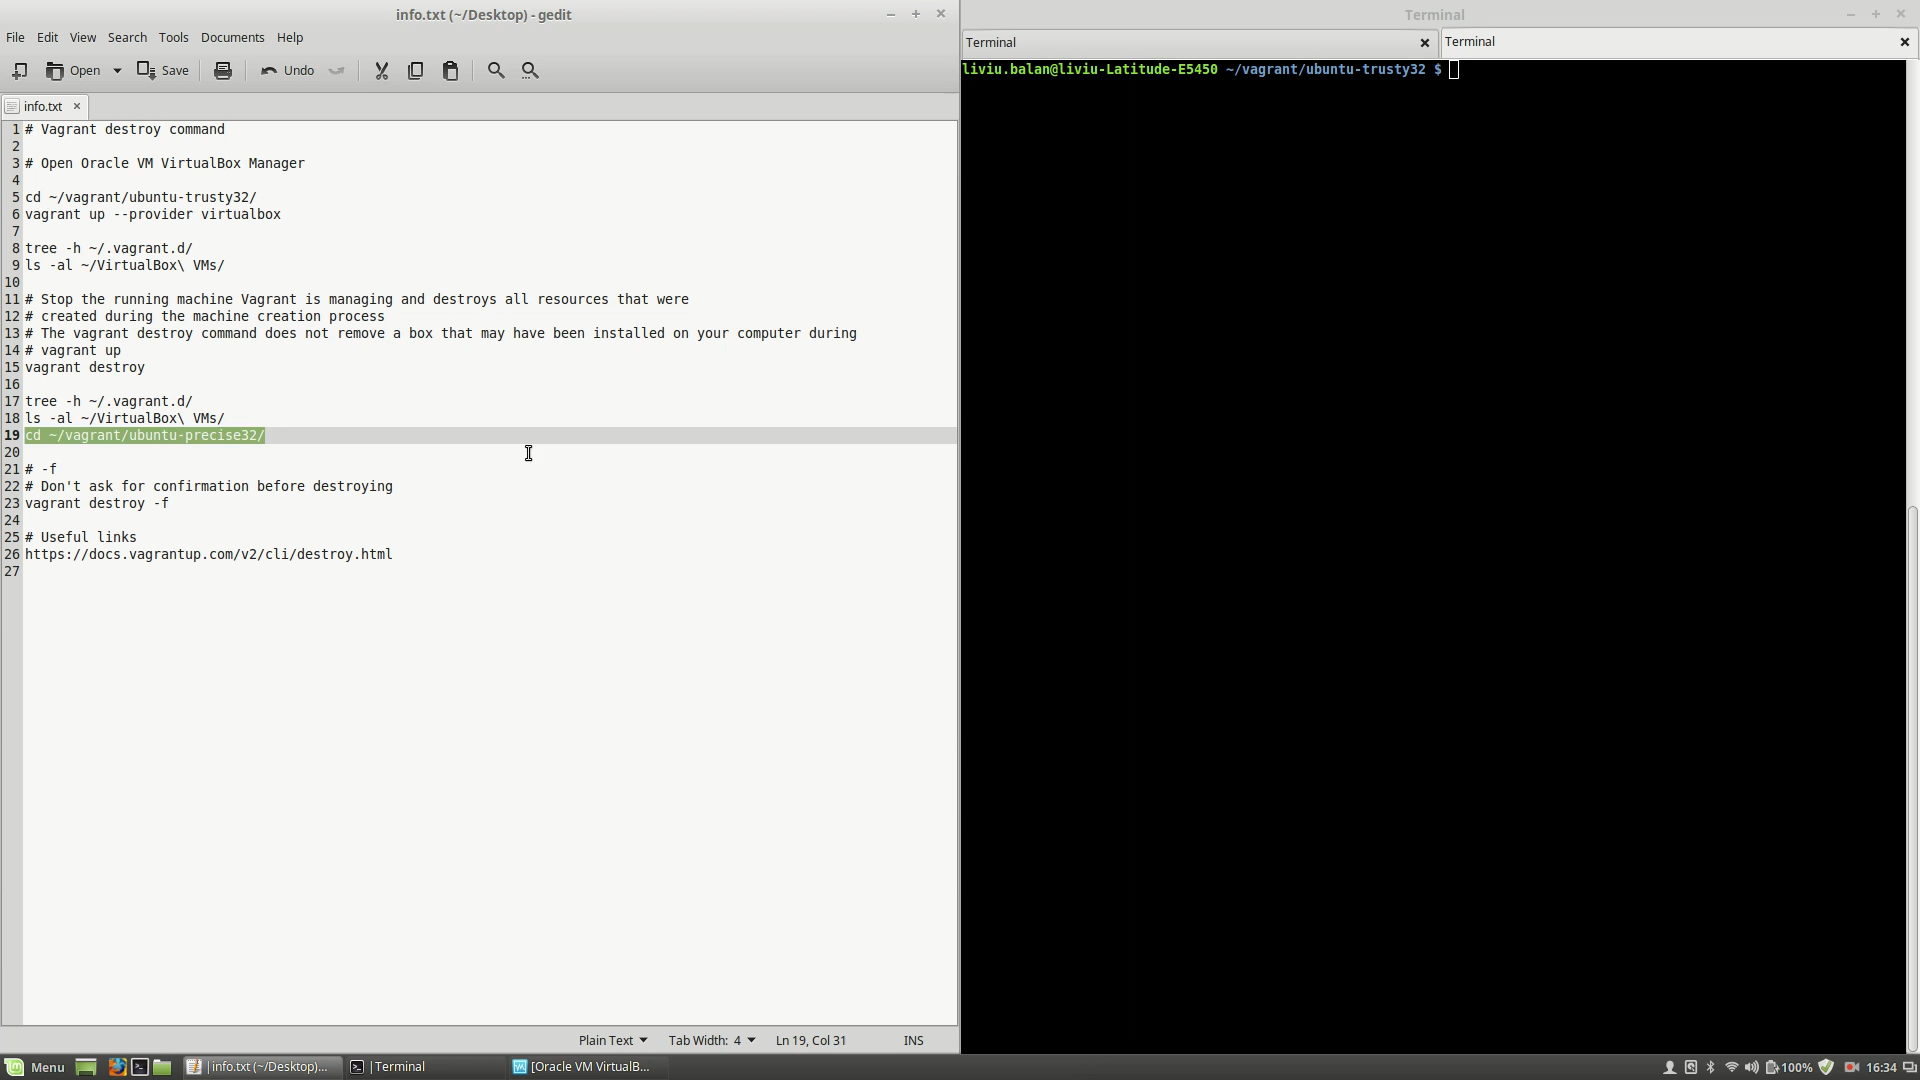 info.txt (~/Desktop) - gedit
File Edit View Search Tools Documents Help
Open Save Undo
info.txt
1 # Vagrant destroy command
2
3 # Open Oracle VM VirtualBox Manager
4
5 cd ~/vagrant/ubuntu-trusty32/
6 vagrant up --provider virtualbox
7
8 tree -h ~/.vagrant.d/
9 ls -al ~/VirtualBox\ VMs/
10
11 # Stop the running machine Vagrant is managing and destroys all resources that were
12 # created during the machine creation process
13 # The vagrant destroy command does not remove a box that may have been installed on your computer during
14 # vagrant up
15 vagrant destroy
16
17 tree -h ~/.vagrant.d/
18 ls -al ~/VirtualBox\ VMs/
19 cd ~/vagrant/ubuntu-precise32/
20
21 # -f
22 # Don't ask for confirmation before destroying
23 vagrant destroy -f
24
25 # Useful links
26 https://docs.vagrantup.com/v2/cli/destroy.html
27
Plain Text Tab Width: 4 Ln 19, Col 31 INS
Terminal
Terminal Terminal
liviu.balan@liviu-Latitude-E5450 ~/vagrant/ubuntu-trusty32 $
Menu info.txt (~/Desktop)... Terminal [Oracle VM VirtualB... 100% 16:34